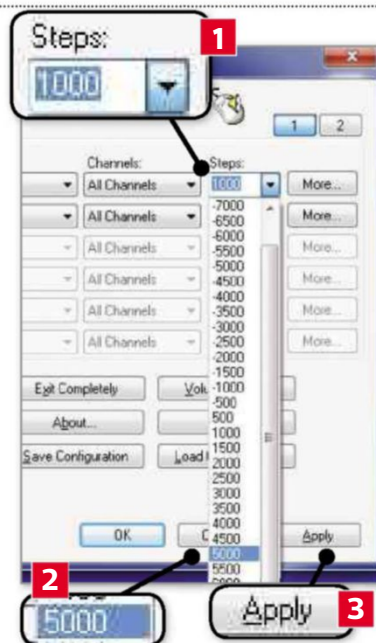 Steps:
1
1000
1 2
Channels: Steps:
All Channels 1000 More...
All Channels More...
All Channels More...
All Channels More...
All Channels More...
All Channels More...
-7000
-6500
-6000
-5500
-5000
-4500
-4000
-3500
-3000
-2500
-2000
-1500
-1000
-500
500
1000
1500
2000
2500
3000
3500
4000
4500
5000
5500
Exit Completely
About...
Save Configuration Load
OK Apply
2
5000
Apply 3